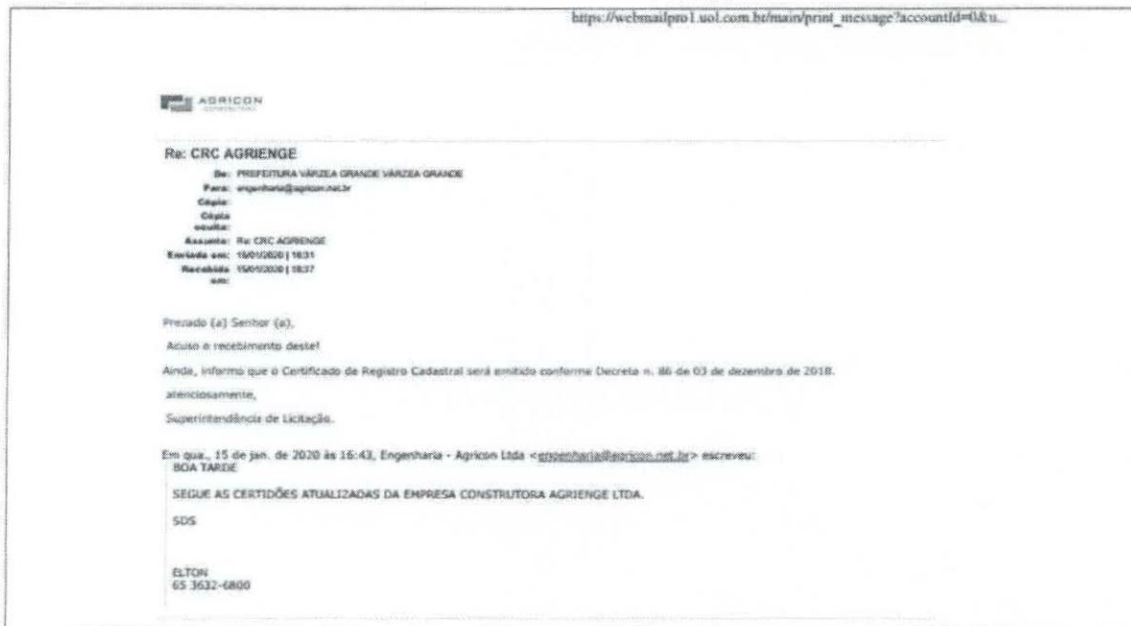 https://webmailpro1.uol.com.br/main/print_message?accountId=0&u...
AGRICON
Re: CRC AGRIENGE
De: PREFEITURA VÁRZEA GRANDE VÁRZEA GRANDE
Para: engenharia@agricon.net.br
Cópia:
Cópia
oculta:
Assunto: Re: CRC AGRIENGE
Enviada em: 15/01/2020 |
Recebida 15/01/2020 |
em:
Prezado (a) Senhor (a),
Acuso o recebimento deste!
Ainda, informo que o Certificado de Registro Cadastral será emitido conforme Decreto n. 86 de 03 de dezembro de 2018.
atenciosamente,
Superintendência de Licitação.
Em qua., 15 de jan. de 2020 às 16:43, Engenharia - Agricon Ltda <engenharia@agricon.net.br> escreveu:
BOA TARDE
SEGUE AS CERTIDÕES ATUALIZADAS DA EMPRESA CONSTRUTORA AGRIENGE LTDA.
SDS
ELTON
65 3632-6800